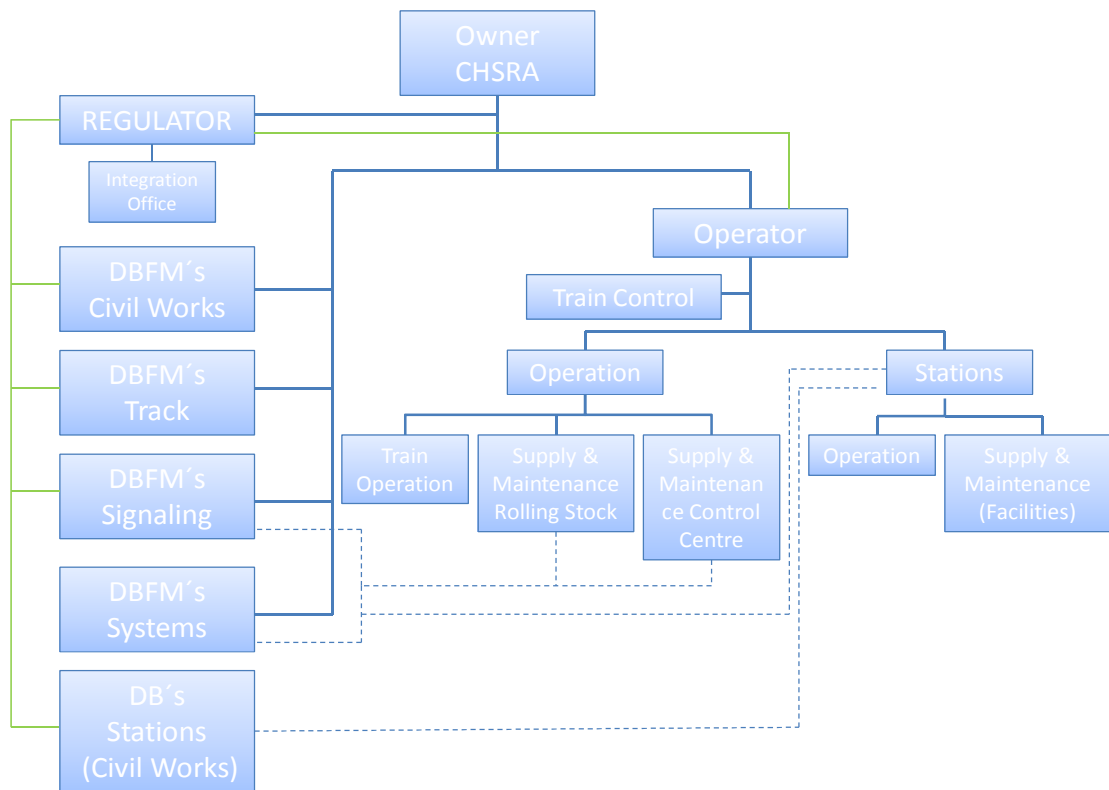 Owner
CHSRA
REGULATOR
Integration
Office
Operator
DBFM´s
Civil Works
Train Control
DBFM´s
Track
Operation
Stations
Train
Operation
Supply &
Maintenance
Rolling Stock
Supply &
Maintenan
ce Control
Centre
Operation
Supply &
Maintenance
(Facilities)
DBFM´s
Signaling
DBFM´s
Systems
DB´s
Stations
(Civil Works)